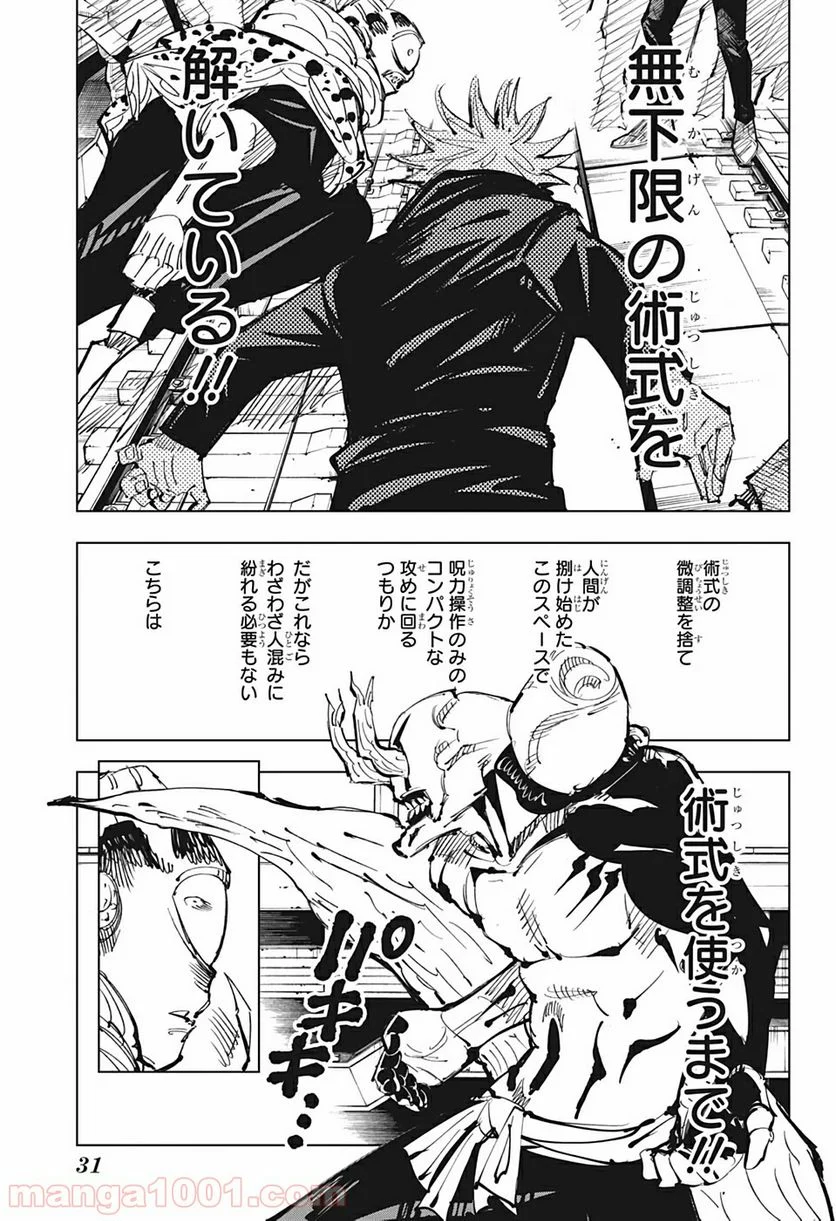 無下限の術式を
解いている!!
術式の
微調整を捨て
人間が
捌け始めた
このスペースで
呪力操作のみの
コンパクトな
攻めに回る
つもりか
だがこれなら
わざわざ人混みに
紛れる必要もない
こちらは
術式を使うまで!!
パキキ…
31
manga1001.com